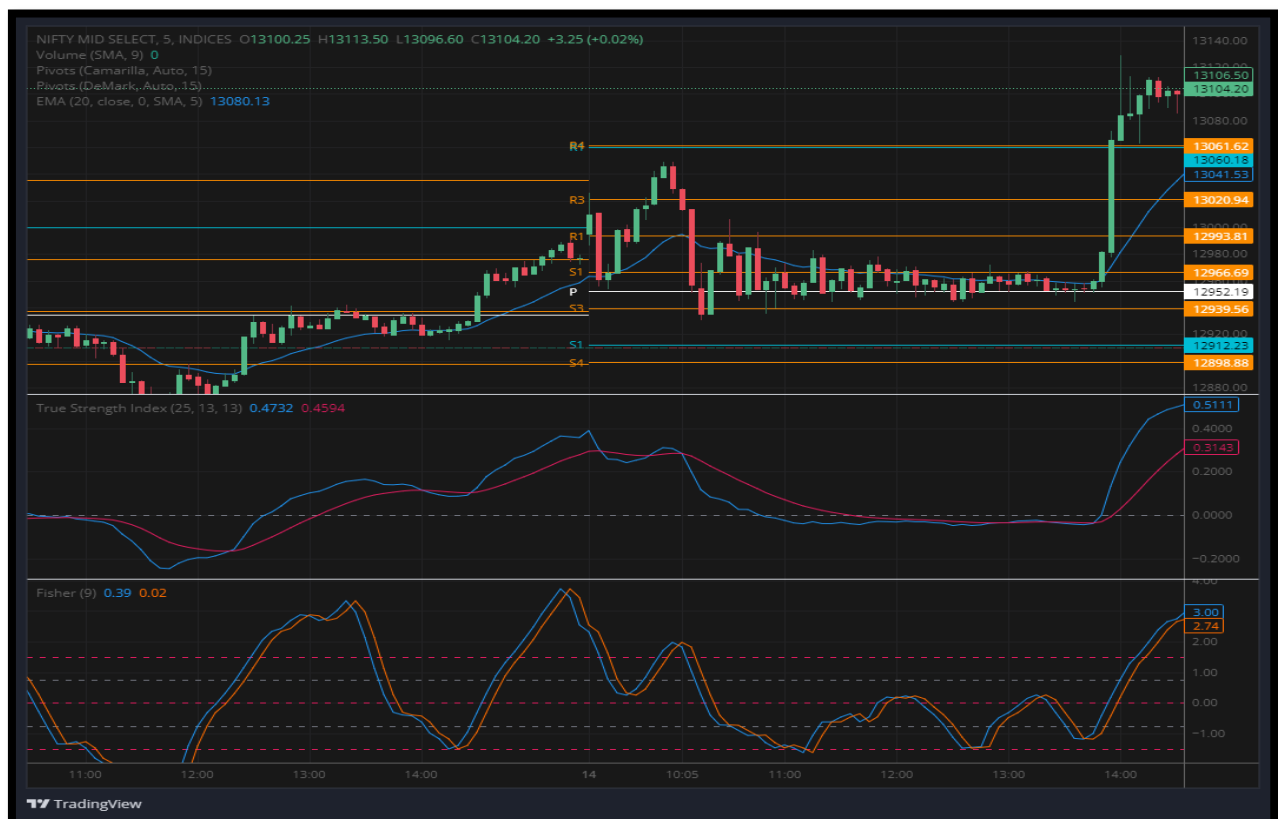 NIFTY MID SELECT, 5, INDICES O13100.25 H13113.50 L13096.60 C13104.20 +3.25 (+0.02%)
Volume (SMA, 9) 0
Pivots (Camarilla, Auto, 15)
Pivots (DeMark, Auto, 15)
EMA (20, close, 0, SMA, 5) 13080.13
13140.00
13120.00
13106.50
13104.20
13080.00
R4
13061.62
13060.18
13041.53
R3
13020.94
13000.00
R1
12993.81
12980.00
S1
12966.69
P
12952.19
S3
12939.56
12920.00
S1
12912.23
S4
12898.88
12880.00
True Strength Index (25, 13, 13) 0.4732 0.4594
0.5111
0.4000
0.3143
0.2000
0.0000
−0.2000
Fisher (9) 0.39 0.02
4.00
3.00
2.74
2.00
1.00
0.00
−1.00
11:00 12:00 13:00 14:00 14 10:05 11:00 12:00 13:00 14:00
TradingView